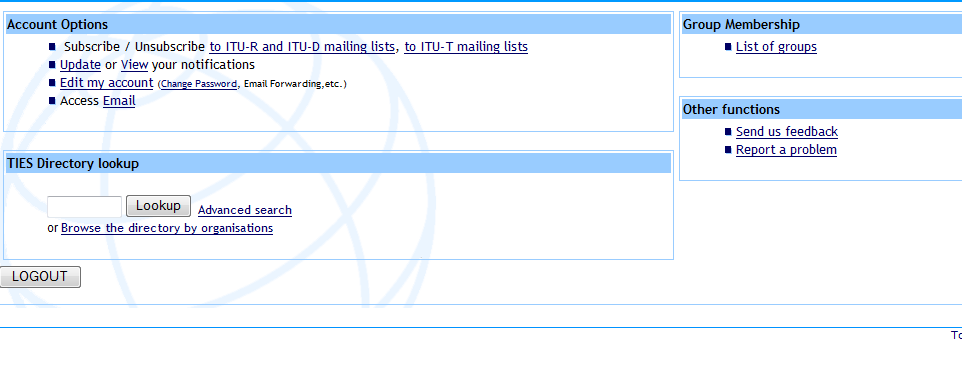 Account Options
Subscribe / Unsubscribe to ITU-R and ITU-D mailing lists, to ITU-T mailing lists
Update or View your notifications
Edit my account (Change Password, Email Forwarding,etc.)
Access Email
TIES Directory lookup
Lookup Advanced search
or Browse the directory by organisations
LOGOUT
Group Membership
List of groups
Other functions
Send us feedback
Report a problem